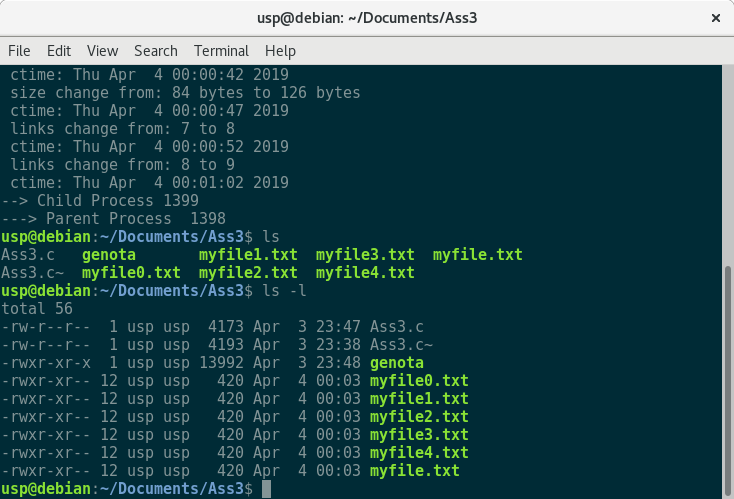 usp@debian: ~/Documents/Ass3 ×
File Edit View Search Terminal Help
 ctime: Thu Apr  4 00:00:42 2019
 size change from: 84 bytes to 126 bytes
 ctime: Thu Apr  4 00:00:47 2019
 links change from: 7 to 8
 ctime: Thu Apr  4 00:00:52 2019
 links change from: 8 to 9
 ctime: Thu Apr  4 00:01:02 2019
--> Child Process 1399
---> Parent Process  1398
usp@debian:~/Documents/Ass3$ ls
Ass3.c   genota       myfile1.txt  myfile3.txt  myfile.txt
Ass3.c~  myfile0.txt  myfile2.txt  myfile4.txt
usp@debian:~/Documents/Ass3$ ls -l
total 56
-rw-r--r--  1 usp usp  4173 Apr  3 23:47 Ass3.c
-rw-r--r--  1 usp usp  4193 Apr  3 23:38 Ass3.c~
-rwxr-xr-x  1 usp usp 13992 Apr  3 23:48 genota
-rwxr-xr-- 12 usp usp   420 Apr  4 00:03 myfile0.txt
-rwxr-xr-- 12 usp usp   420 Apr  4 00:03 myfile1.txt
-rwxr-xr-- 12 usp usp   420 Apr  4 00:03 myfile2.txt
-rwxr-xr-- 12 usp usp   420 Apr  4 00:03 myfile3.txt
-rwxr-xr-- 12 usp usp   420 Apr  4 00:03 myfile4.txt
-rwxr-xr-- 12 usp usp   420 Apr  4 00:03 myfile.txt
usp@debian:~/Documents/Ass3$